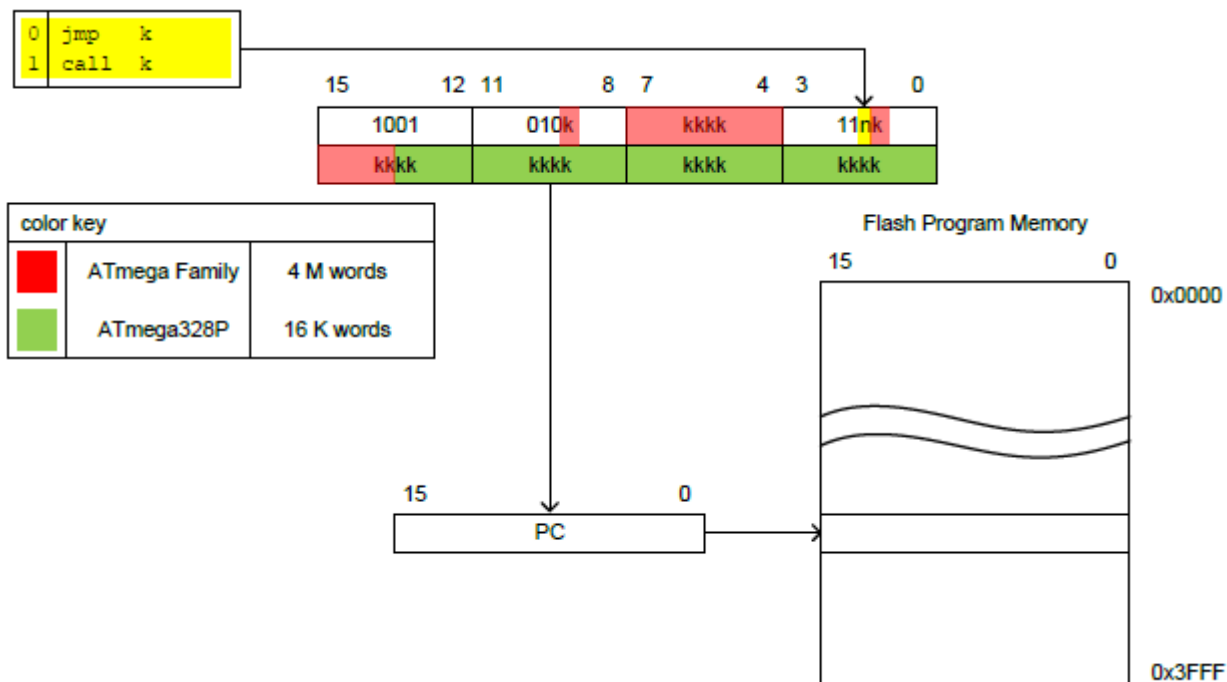 0 jmp k
1 call k
15 12 11 8 7 4 3 0
1001 010k kkkk 11nk
kkkk kkkk kkkk kkkk
color key
ATmega Family 4 M words
ATmega328P 16 K words
Flash Program Memory
15 0
0x0000
15 0
PC
0x3FFF